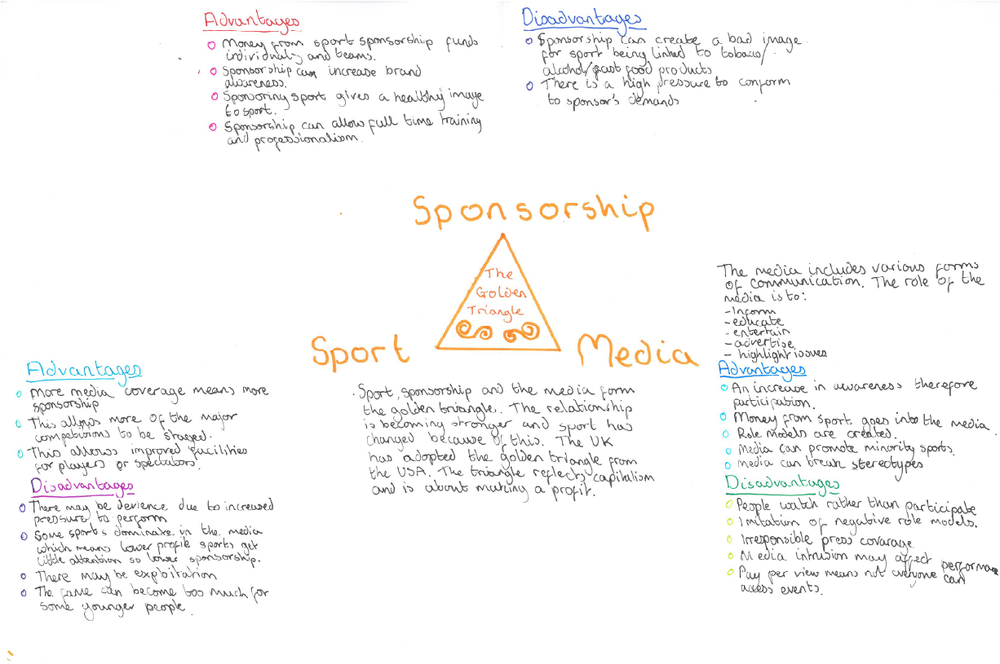 Advantages
Money from sport sponsorship funds
individuals and teams.
Sponsorship can increase brand
awareness.
Sponsoring sport gives a healthy image
to sport.
Sponsorship can allow full time training
and professionalism.
Disadvantages
Sponsorship can create a bad image
for sport being linked to tobacco/
alcohol/fast food products
There is a high pressure to conform
to sponsor's demands
Sponsorship
The
Golden
Triangle
Sport
Media
Sport, sponsorship and the media form
the golden triangle. The relationship
is becoming stronger and sport has
changed because of this. The UK
has adopted the golden triangle from
the USA. The triangle reflects capitalism
and is about making a profit.
Advantages
More media coverage means more
sponsorship
This allows more of the major
competitions to be staged.
This allows improved facilities
for players or spectators.
Disadvantages
There may be devience due to increased
pressure to perform
Some sports dominate in the media
which means lower profile sports get
little attention so lower sponsorship.
There may be exploitation
The fame can become too much for
some younger people.
The media includes various forms
of communication. The role of the
media is to:
- Inform
- educate
- entertain
- advertise
- highlight issues
Advantages
An increase in awareness therefore
participation.
Money from sport goes into the media
Role models are created.
Media can promote minority sports.
Media can break stereotypes
Disadvantages
People watch rather than participate
Imitation of negative role models.
Irresponsible press covarage
Media intrusion may affect performance
Pay per view means not everyone can
access events.